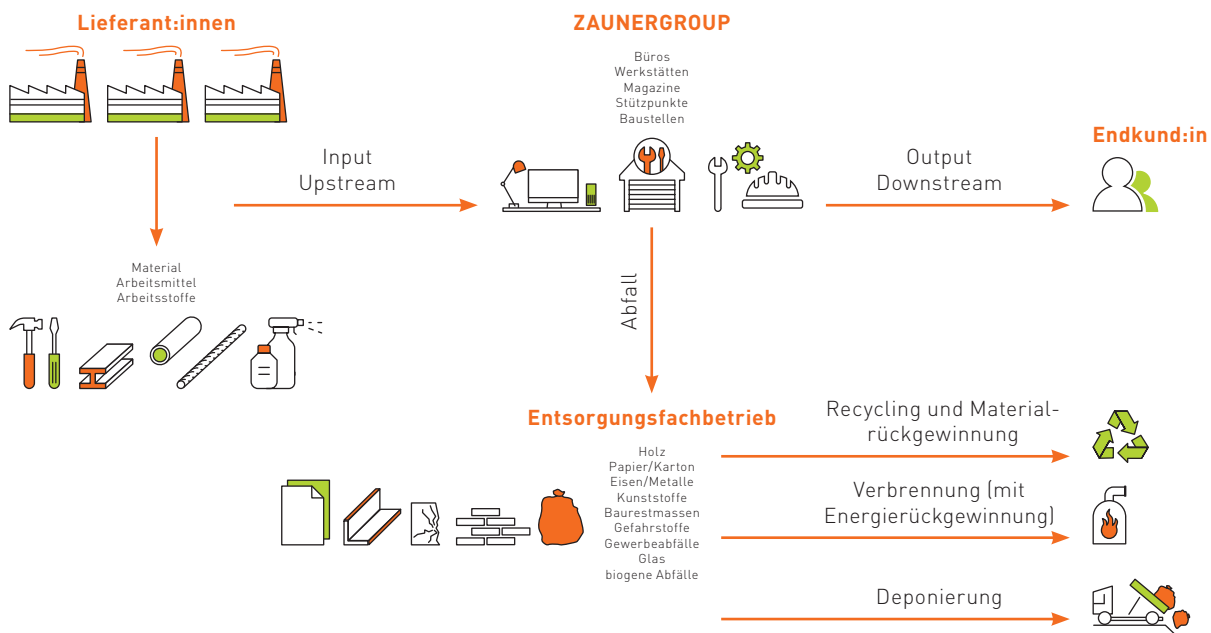 Lieferant:innen
ZAUNERGROUP
Büros
Werkstätten
Magazine
Stützpunkte
Baustellen
Endkund:in
Input
Upstream
Output
Downstream
Material
Arbeitsmittel
Arbeitsstoffe
Abfall
Entsorgungsfachbetrieb
Holz
Papier/Karton
Eisen/Metalle
Kunststoffe
Baurestmassen
Gefahrstoffe
Gewerbeabfälle
Glas
biogene Abfälle
Recycling und Material-
rückgewinnung
Verbrennung (mit
Energierückgewinnung)
Deponierung